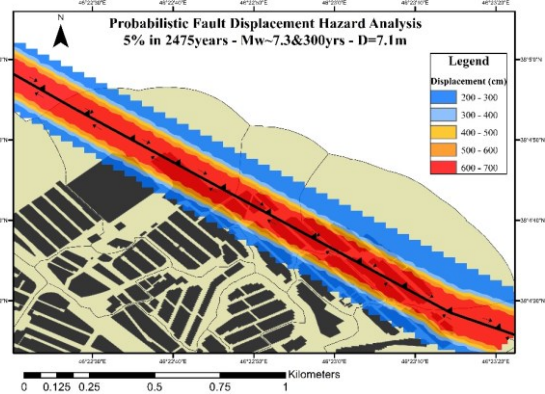 Probabilistic Fault Displacement Hazard Analysis
5% in 2475years - Mw~7.3&300yrs - D=7.1m
N
Legend
Displacement (cm)
200 - 300
300 - 400
400 - 500
500 - 600
600 - 700
Kilometers
0 0.125 0.25 0.5 0.75 1